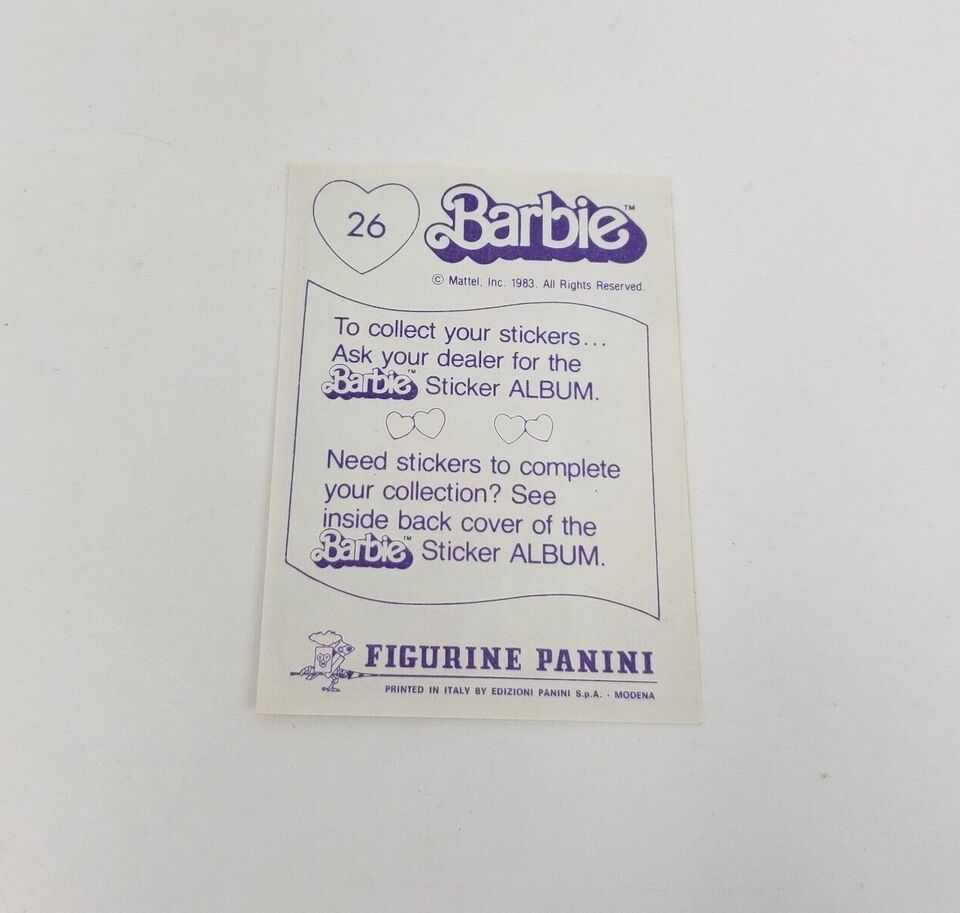 26
Barbie™
© Mattel, Inc. 1983. All Rights Reserved.
To collect your stickers...
Ask your dealer for the
Barbie™ Sticker ALBUM.
Need stickers to complete
your collection? See
inside back cover of the
Barbie™ Sticker ALBUM.
FIGURINE PANINI
PRINTED IN ITALY BY EDIZIONI PANINI S.p.A. - MODENA